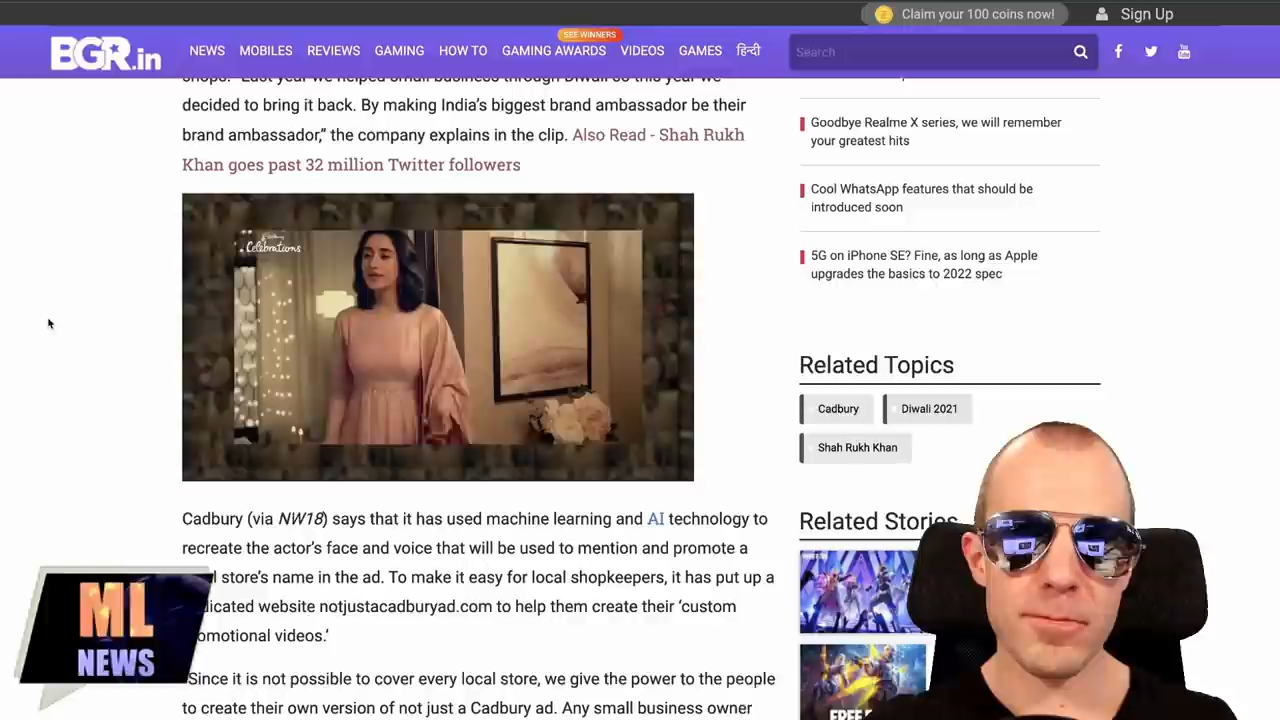 Claim your 100 coins now!
Sign Up
BGR.in
NEWS MOBILES REVIEWS GAMING HOW TO GAMING AWARDS VIDEOS GAMES हिन्दी
SEE WINNERS
Search
decided to bring it back. By making India's biggest brand ambassador be their
brand ambassador,” the company explains in the clip. Also Read - Shah Rukh
Khan goes past 32 million Twitter followers
Cadbury
Celebrations
Cadbury (via NW18) says that it has used machine learning and AI technology to
recreate the actor's face and voice that will be used to mention and promote a
store's name in the ad. To make it easy for local shopkeepers, it has put up a
dicated website notjustacadburyad.com to help them create their ‘custom
omotional videos.’
Since it is not possible to cover every local store, we give the power to the people
to create their own version of not just a Cadbury ad. Any small business owner
Goodbye Realme X series, we will remember
your greatest hits
Cool WhatsApp features that should be
introduced soon
5G on iPhone SE? Fine, as long as Apple
upgrades the basics to 2022 spec
Related Topics
Cadbury
Diwali 2021
Shah Rukh Khan
Related Stories
FREE
ML
NEWS